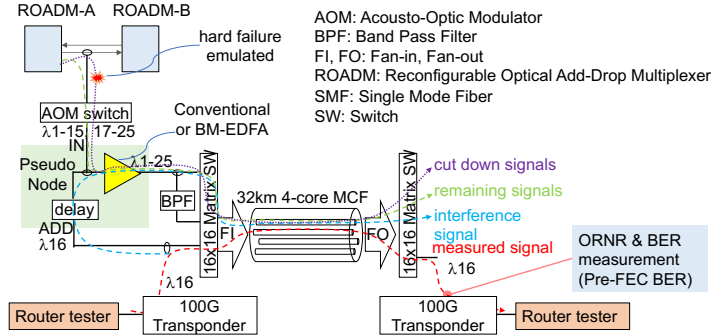 ROADM-A ROADM-B
hard failure
emulated
AOM: Acousto-Optic Modulator
BPF: Band Pass Filter
FI, FO: Fan-in, Fan-out
ROADM: Reconfigurable Optical Add-Drop Multiplexer
SMF: Single Mode Fiber
SW: Switch
AOM switch
λ1-15 17-25
IN
Conventional
or BM-EDFA
λ1-25
Pseudo
Node
delay
ADD
λ16
BPF
16x16 Matrix SW
FI
32km 4-core MCF
FO
16x16 Matrix SW
cut down signals
remaining signals
interference
signal
measured signal
λ16
λ16
ORNR & BER
measurement
(Pre-FEC BER)
Router tester
100G
Transponder
100G
Transponder
Router tester